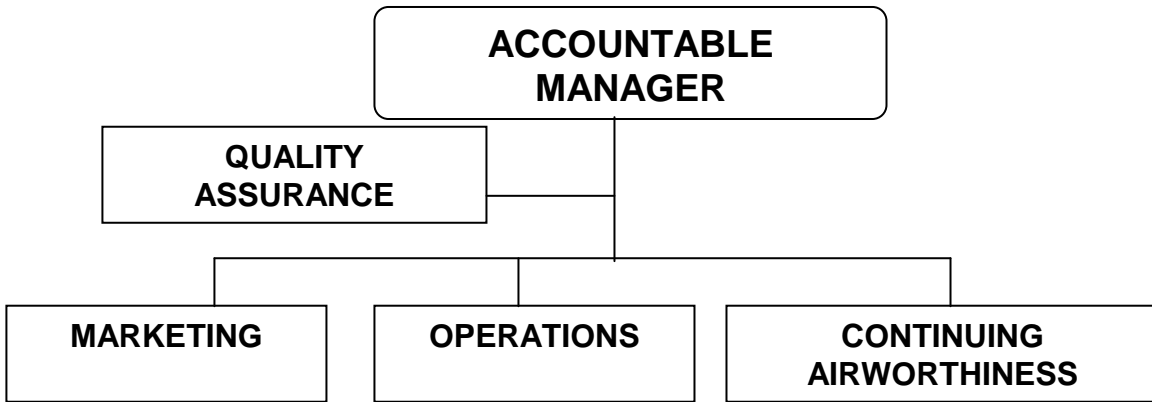 ACCOUNTABLE
MANAGER
QUALITY
ASSURANCE
MARKETING
OPERATIONS
CONTINUING
AIRWORTHINESS